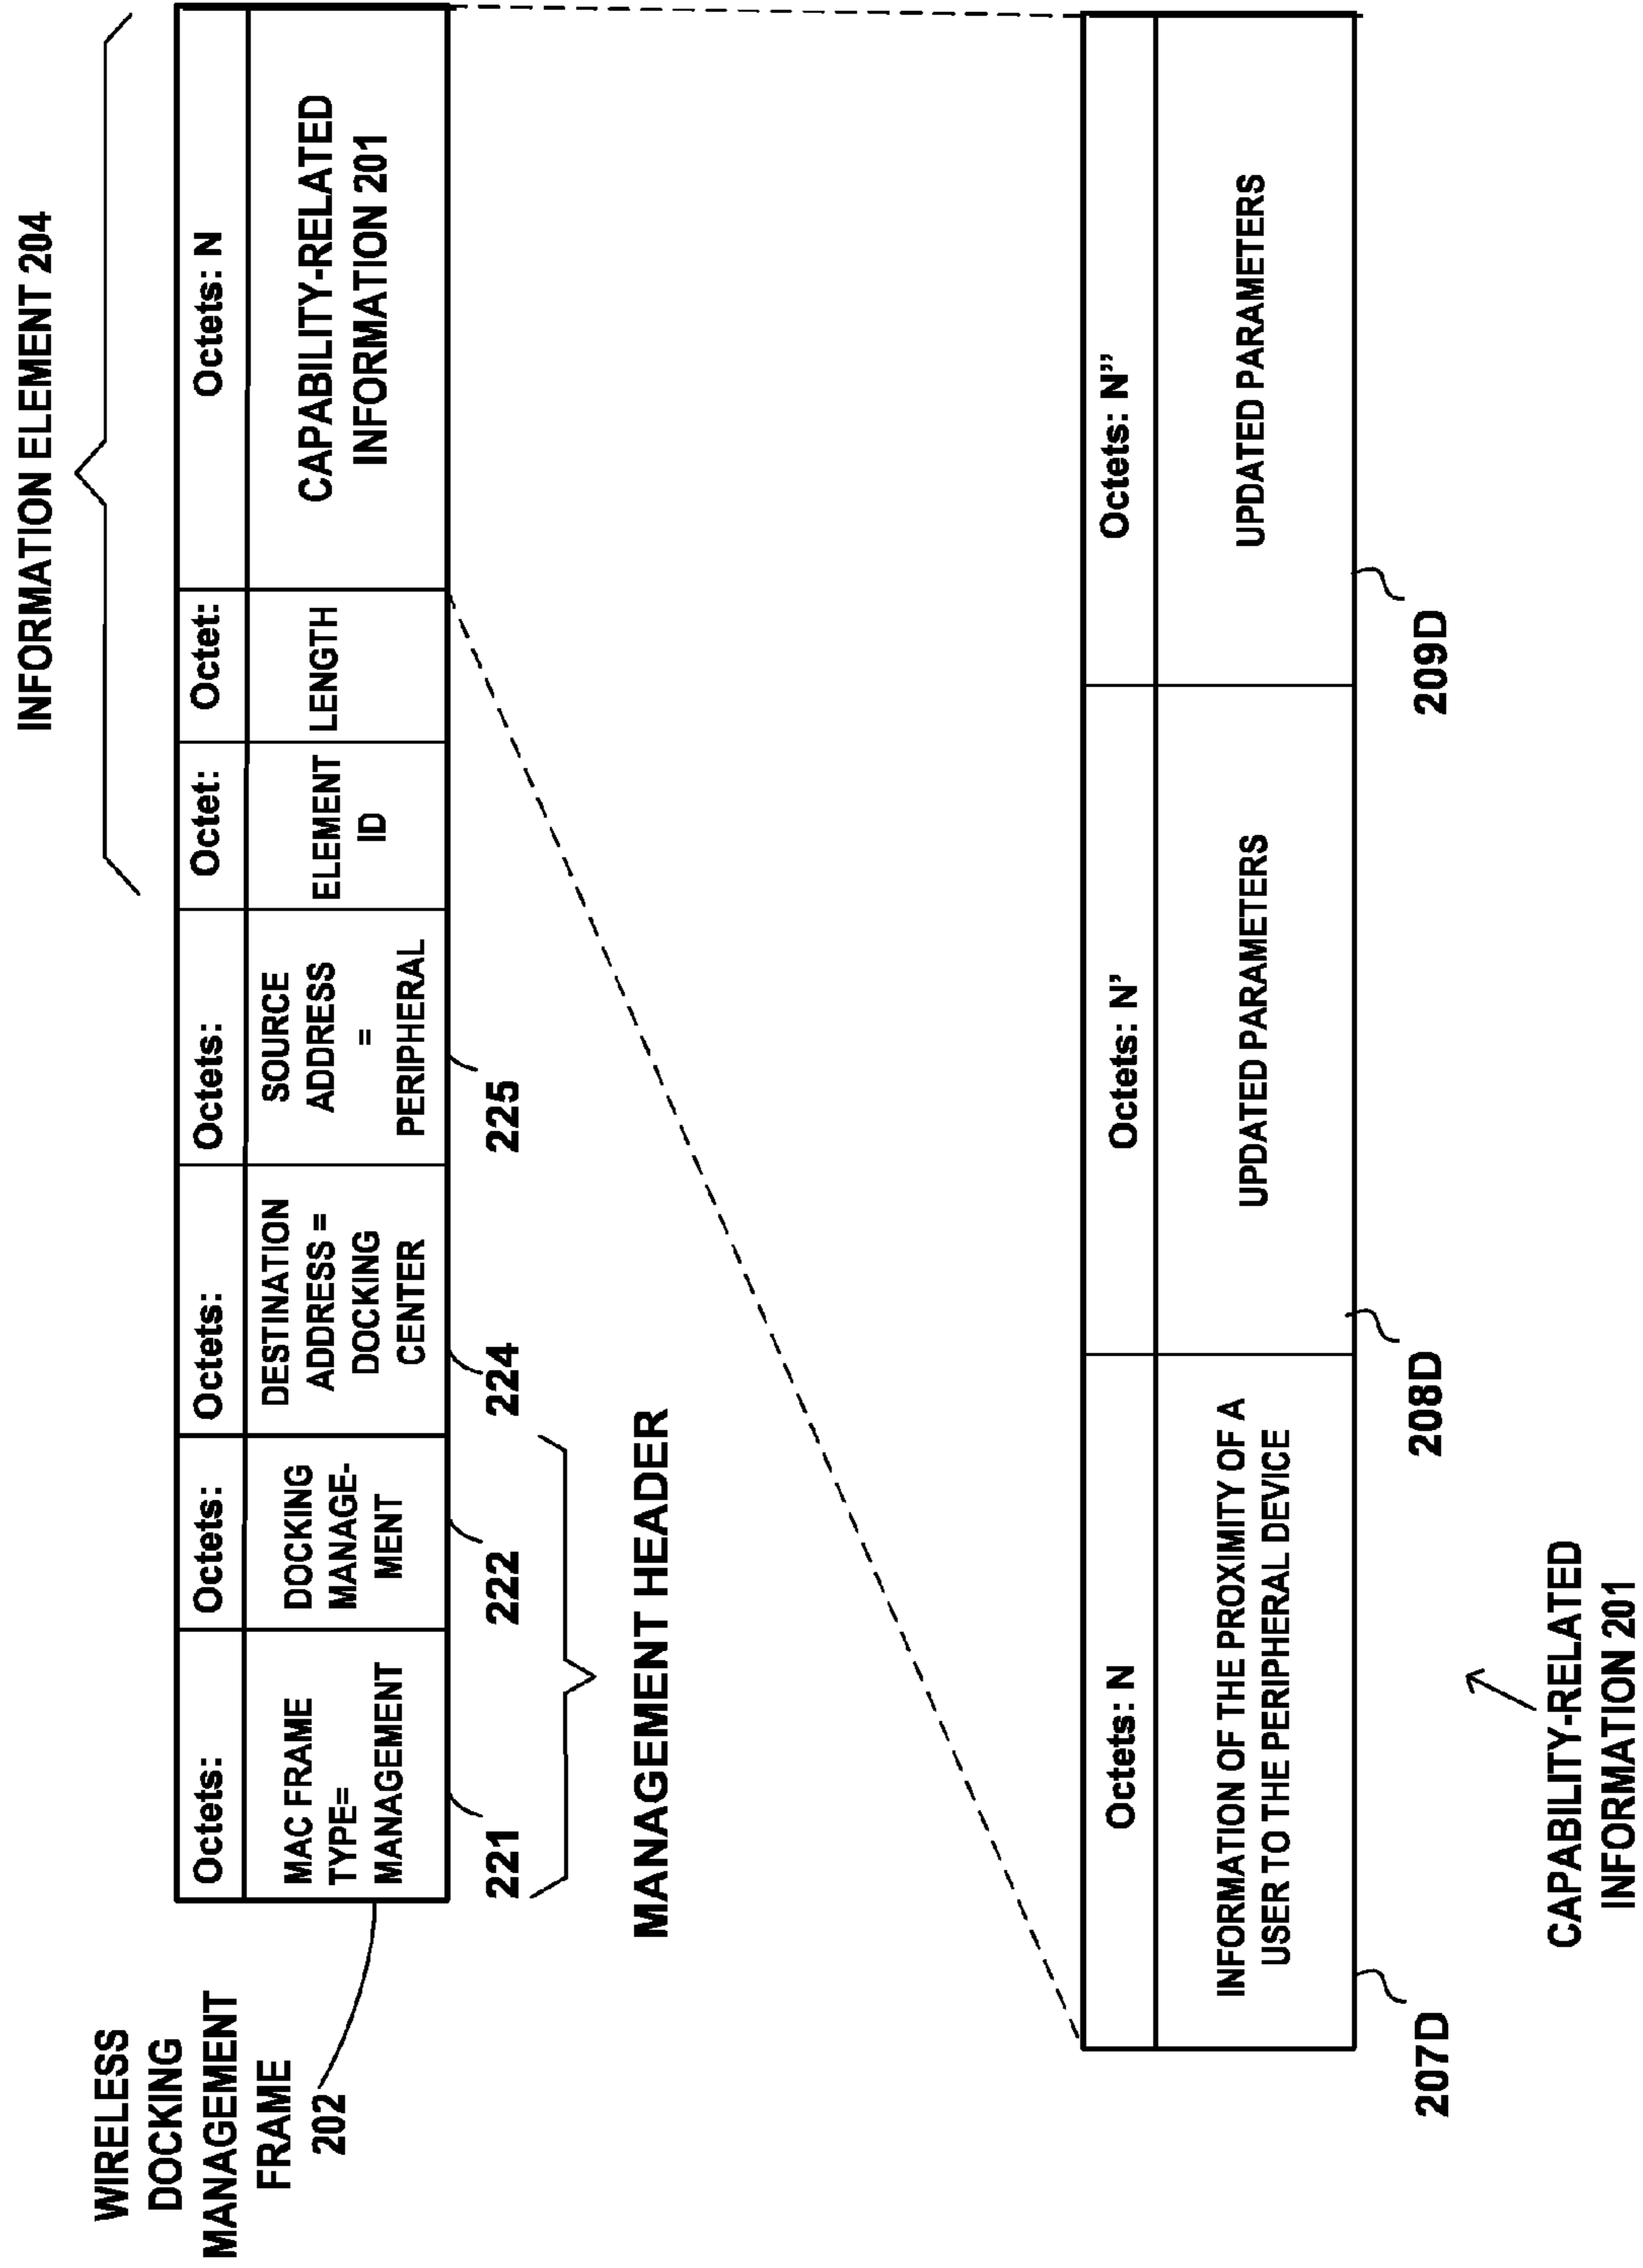 WIRELESS
DOCKING
MANAGEMENT
FRAME
202
INFORMATION ELEMENT 204
Octets:
MAC FRAME
TYPE=
MANAGEMENT
221
Octets:
DOCKING
MANAGE-
MENT
222
Octets:
DESTINATION
ADDRESS =
DOCKING
CENTER
224
Octets:
SOURCE
ADDRESS
=
PERIPHERAL
225
Octet:
ELEMENT
ID
Octet:
LENGTH
Octets: N
CAPABILITY-RELATED
INFORMATION 201
MANAGEMENT HEADER
Octets: N
INFORMATION OF THE PROXIMITY OF A
USER TO THE PERIPHERAL DEVICE
207D
Octets: N'
UPDATED PARAMETERS
208D
Octets: N"
UPDATED PARAMETERS
209D
CAPABILITY-RELATED
INFORMATION 201